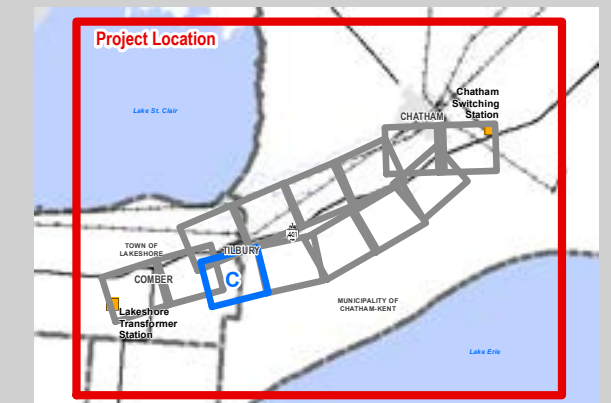 Project Location
Lake St. Clair
Chatham
Switching
Station
CHATHAM
401
TOWN OF
LAKESHORE
TILBURY
COMBER
C
MUNICIPALITY OF
CHATHAM-KENT
Lakeshore
Transformer
Station
Lake Erie